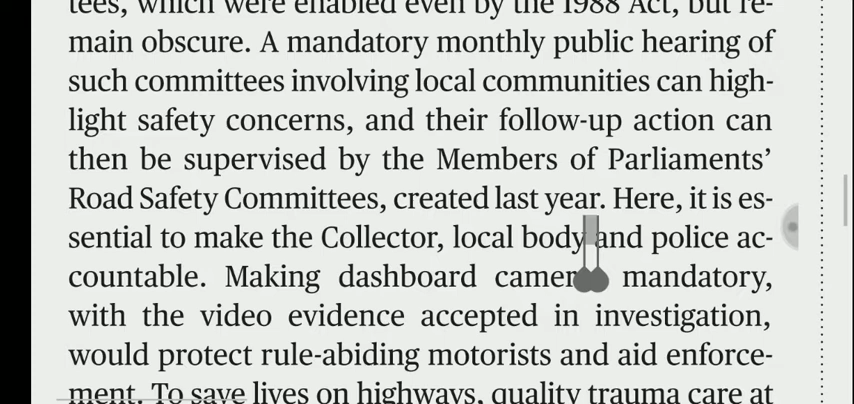 tees, which were enabled even by the 1988 Act, but re-
main obscure. A mandatory monthly public hearing of
such committees involving local communities can high-
light safety concerns, and their follow-up action can
then be supervised by the Members of Parliaments’
Road Safety Committees, created last year. Here, it is es-
sential to make the Collector, local body and police ac-
countable. Making dashboard camer mandatory,
with the video evidence accepted in investigation,
would protect rule-abiding motorists and aid enforce-
ment. To save lives on highways, quality trauma care at